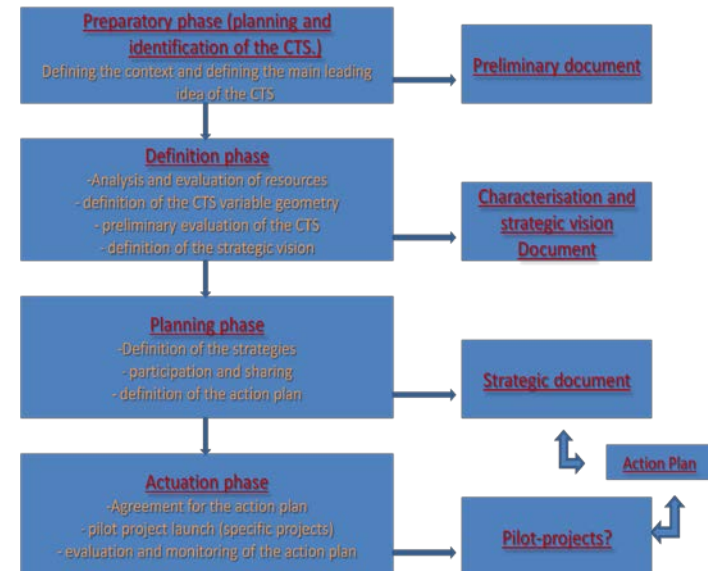 Preparatory phase (planning and
identification of the CTS.)
Defining the context and defining the main leading
idea of the CTS
Preliminary document
Definition phase
-Analysis and evaluation of resources
- definition of the CTS variable geometry
- preliminary evaluation of the CTS
- definition of the strategic vision
Characterisation and
strategic vision
Document
Planning phase
-Definition of the strategies
- participation and sharing
- definition of the action plan
Strategic document
Action Plan
Actuation phase
-Agreement for the action plan
- pilot project launch (specific projects)
- evaluation and monitoring of the action plan
Pilot-projects?